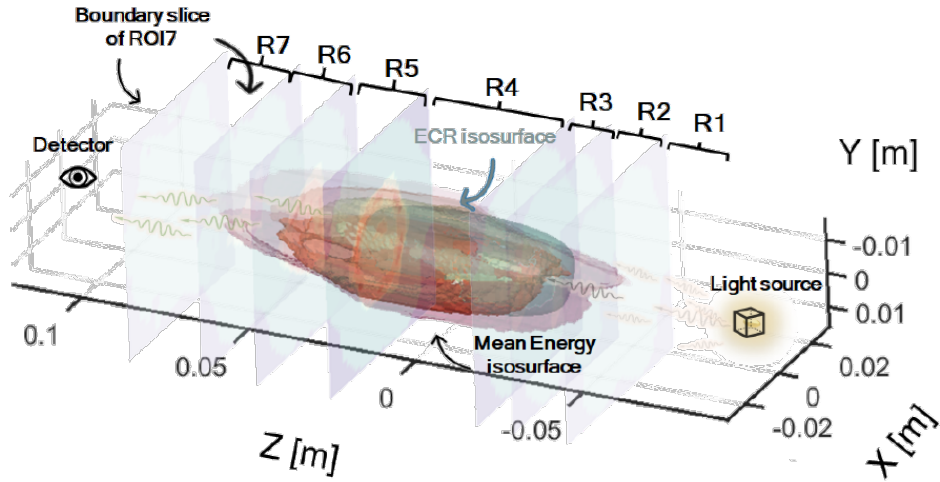 Boundary slice
of ROI7
R7
R6
R5
R4
R3
R2
R1
ECR isosurface
Detector
Y [m]
-0.01
0
0.01
Light source
Mean Energy
isosurface
0.1
0.05
0
-0.05
Z [m]
0.02
0
-0.02
X [m]